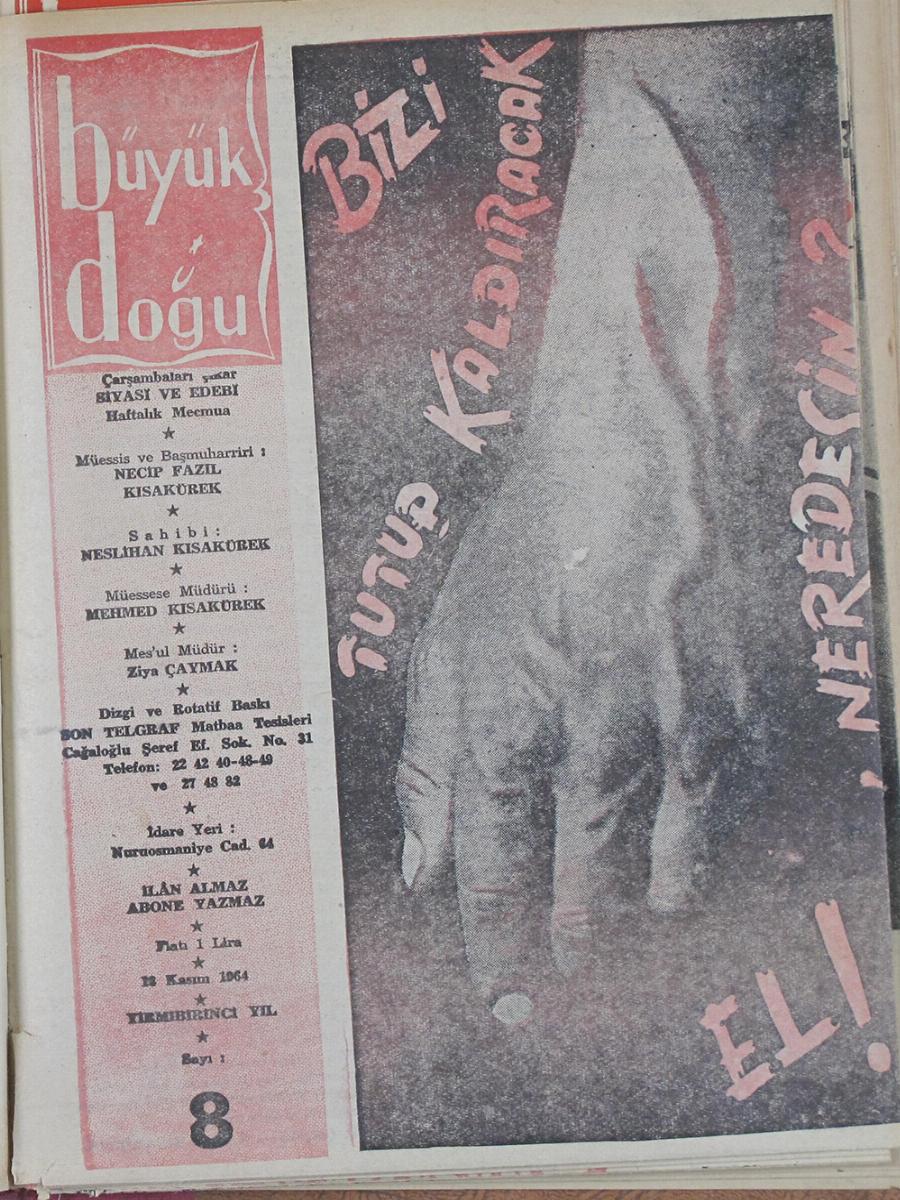 büyük
doğu
Çarşambaları çıkar
SİYASİ VE EDEBİ
Haftalık Mecmua
Müessis ve Başmuharriri :
NECİP FAZIL
KISAKÜREK
Sahibi :
NESLİHAN KISAKÜREK
Müessese Müdürü :
MEHMED KISAKÜREK
Mes'ul Müdür :
Ziya ÇAYMAK
Dizgi ve Rotatif Baskı
SON TELGRAF Matbaa Tesisleri
Cağaloğlu Şeref Ef. Sok. No. 31
Telefon: 22 42 40-48-49
ve 27 48 82
İdare Yeri :
Nuruosmaniye Cad. 64
İLÂN ALMAZ
ABONE YAZMAZ
Fiatı 1 Lira
Kasım 1964
YİRMİBİRİNCİ YIL
Sayı :
8
BİZİ
TUTUP KALDIRACAK
EL!
NEREDESİN ?